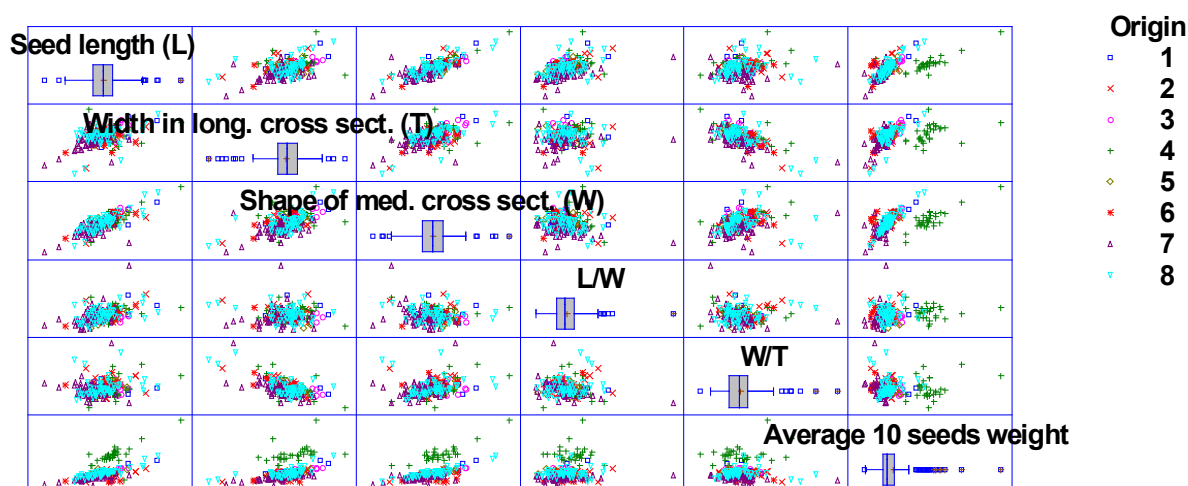 Origin
Seed length (L)
1
2
Width in long. cross sect. (T)
3
4
5
Shape of med. cross sect. (W)
6
7
L/W
8
W/T
Average 10 seeds weight